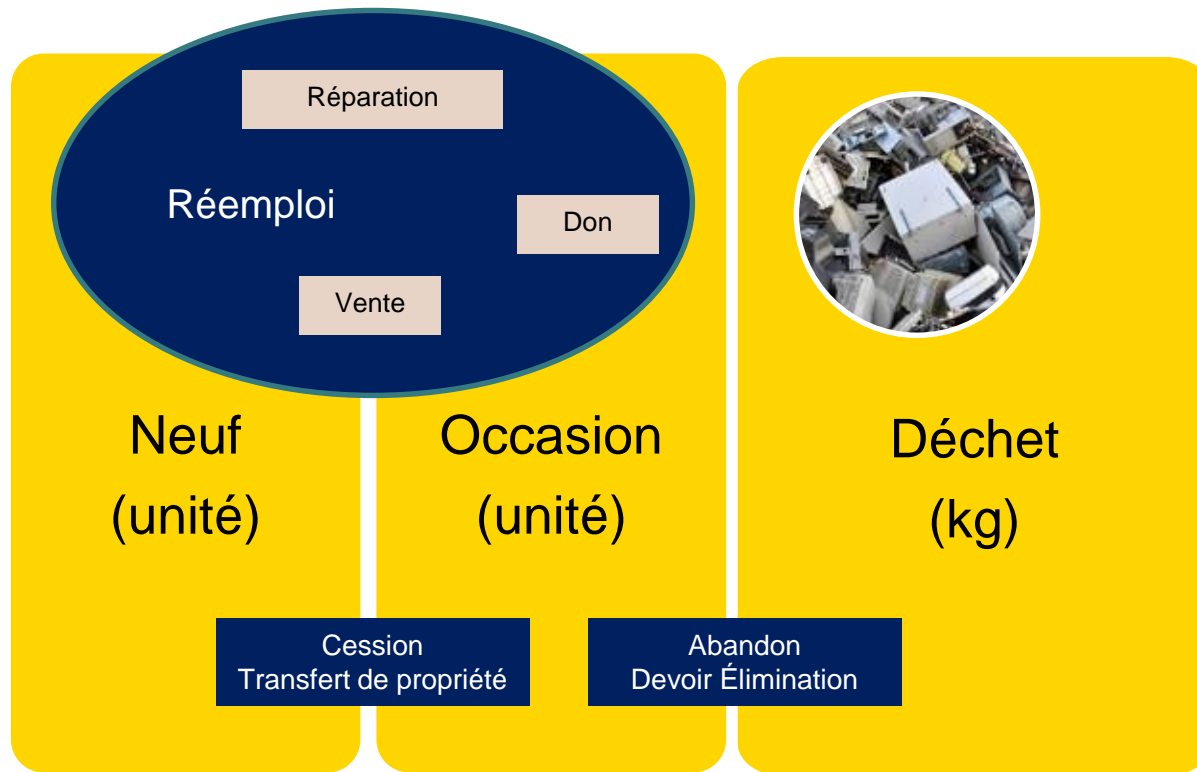 Réparation
Réemploi
Don
Vente
Neuf
(unité)
Occasion
(unité)
Déchet
(kg)
Cession
Transfert de propriété
Abandon
Devoir Élimination